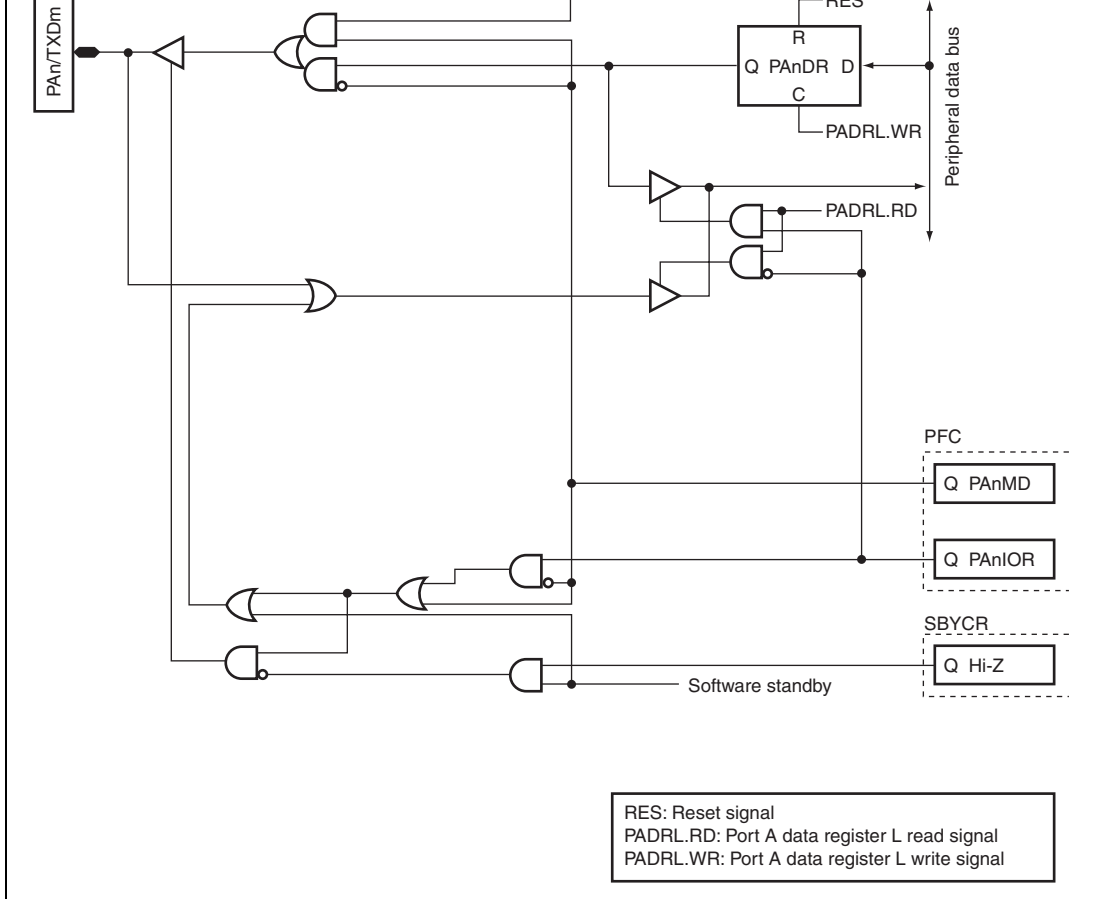 RES
PAn/TXDm
R
Q PAnDR D
C
PADRL.WR
Peripheral data bus
PADRL.RD
PFC
Q PAnMD
Q PAnIOR
SBYCR
Q Hi-Z
Software standby
RES: Reset signal
PADRL.RD: Port A data register L read signal
PADRL.WR: Port A data register L write signal